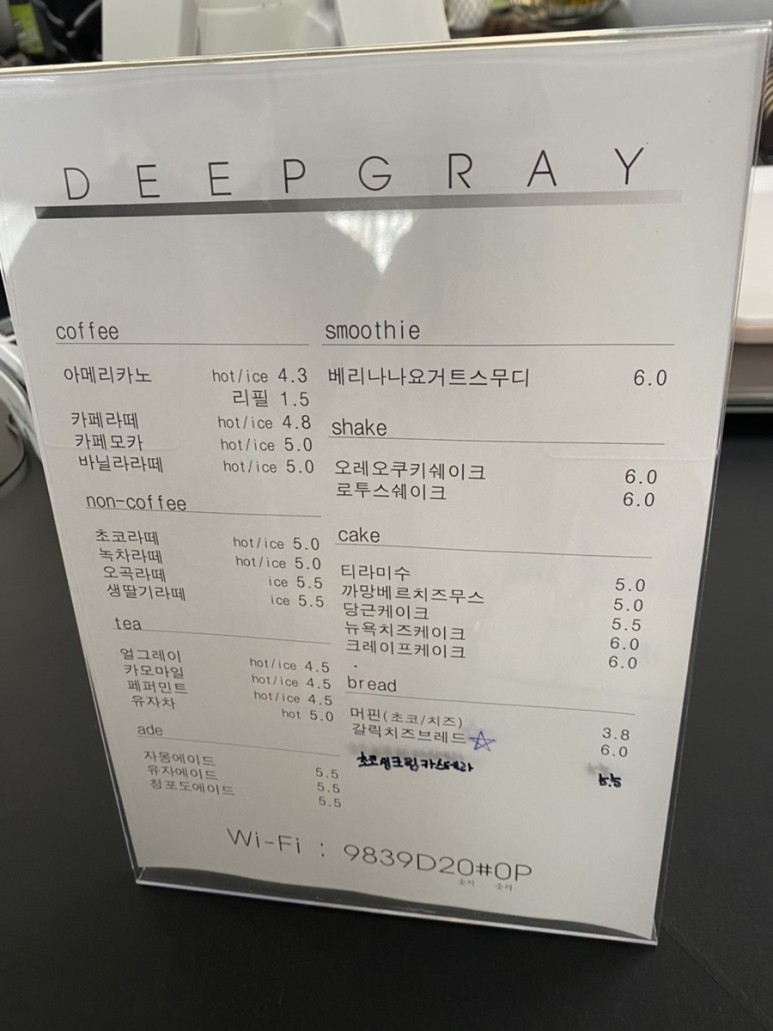 DEEPGRAY
coffee
아메리카노 hot/ice 4.3
리필 1.5
카페라떼 hot/ice 4.8
카페모카 hot/ice 5.0
바닐라라떼 hot/ice 5.0
non-coffee
초코라떼 hot/ice 5.0
녹차라떼 hot/ice 5.0
오곡라떼 ice 5.5
생딸기라떼 ice 5.5
tea
얼그레이 hot/ice 4.5
카모마일 hot/ice 4.5
페퍼민트 hot/ice 4.5
유자차 hot 5.0
ade
자몽에이드 5.5
유자에이드 5.5
청포도에이드 5.5
smoothie
베리나나요거트스무디 6.0
shake
오레오쿠키쉐이크 6.0
로투스쉐이크 6.0
cake
티라미수 5.0
까망베르치즈무스 5.0
당근케이크 5.5
뉴욕치즈케이크 6.0
크레이프케이크 6.0
bread
머핀(초코/치즈) 3.8
갈릭치즈브레드☆ 6.0
초코생크림카스테라 5.5
Wi-Fi : 9839D20#0P
숫자 숫자